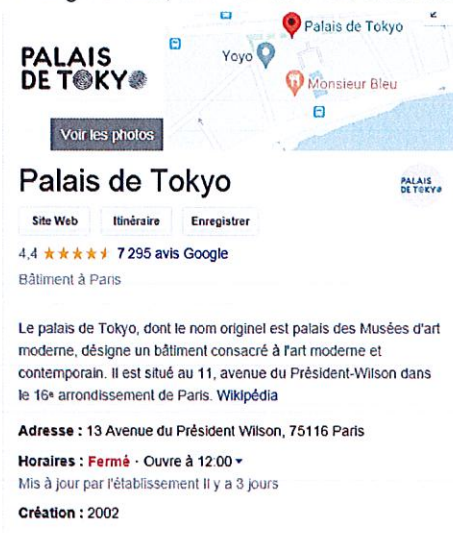 Palais de Tokyo
Yoyo
Monsieur Bleu
PALAIS
DE TOKYO
Voir les photos
Palais de Tokyo
PALAIS
DE TOKYO
Site Web
Itinéraire
Enregistrer
4,4 7 295 avis Google
Bâtiment à Paris
Le palais de Tokyo, dont le nom originel est palais des Musées d'art
moderne, désigne un bâtiment consacré à l'art moderne et
contemporain. Il est situé au 11, avenue du Président-Wilson dans
le 16e arrondissement de Paris. Wikipédia
Adresse : 13 Avenue du Président Wilson, 75116 Paris
Horaires : Fermé · Ouvre à 12:00
Mis à jour par l'établissement il y a 3 jours
Création : 2002